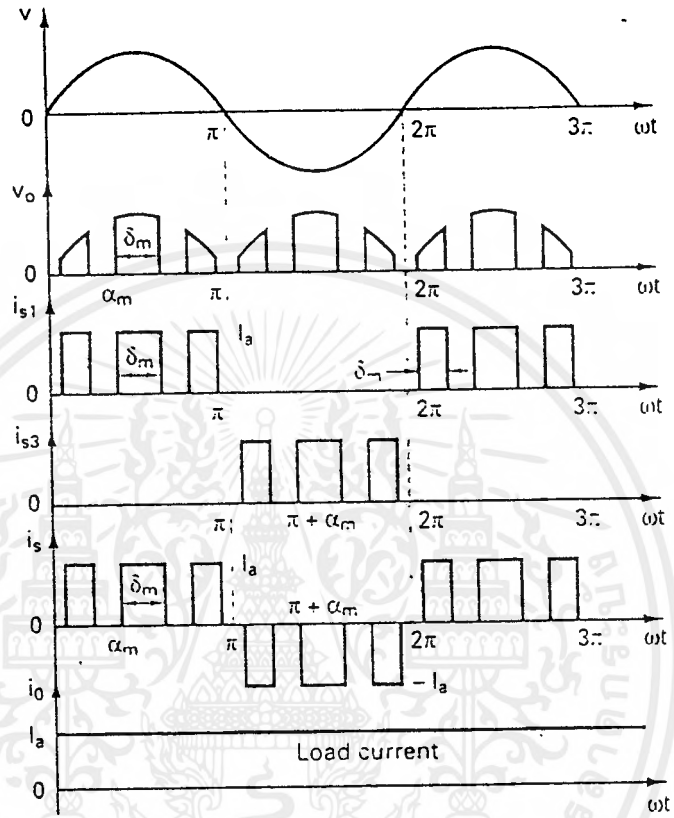 v
0
π
2π
3π
ωt
v₀
δₘ
0
αₘ
π
2π
3π
ωt
iₛ₁
Iₐ
δₘ
δₘ
0
π
2π
3π
ωt
iₛ₃
0
π
π + αₘ
2π
3π
ωt
iₛ
Iₐ
δₘ
π + αₘ
0
αₘ
π
2π
3π
ωt
i₀
– Iₐ
Iₐ
Load current
0
ωt